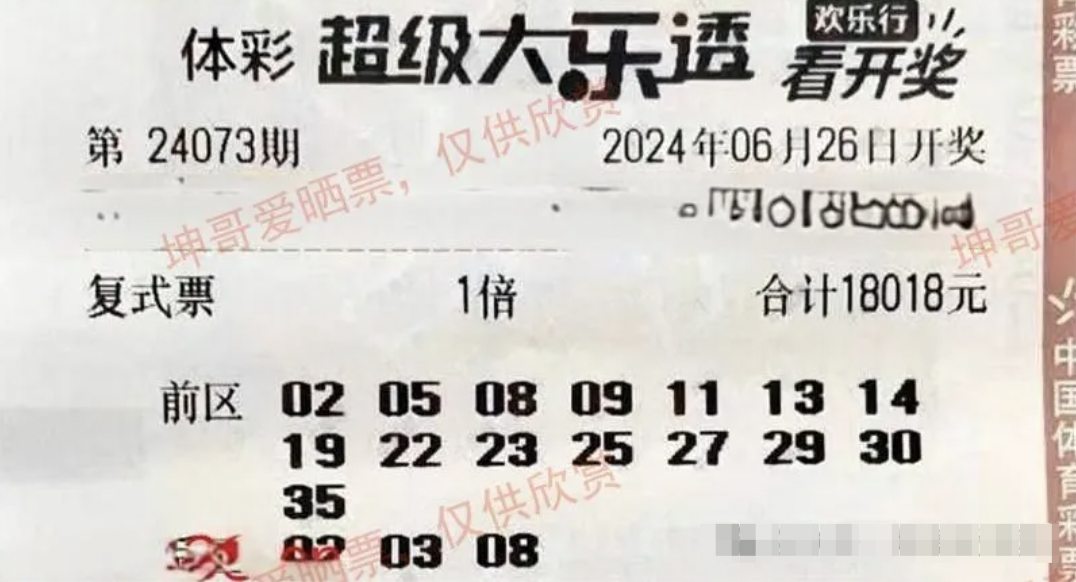 体彩 超级大乐透 欢乐行 看开奖
第 24073期 2024年06月26日开奖
复式票 1倍 合计18018元
前区 02 05 08 09 11 13 14
19 22 23 25 27 29 30
35
03 08
坤哥爱晒票，仅供欣赏
坤哥爱晒票，仅供欣赏
坤哥
中国体育彩票
彩票